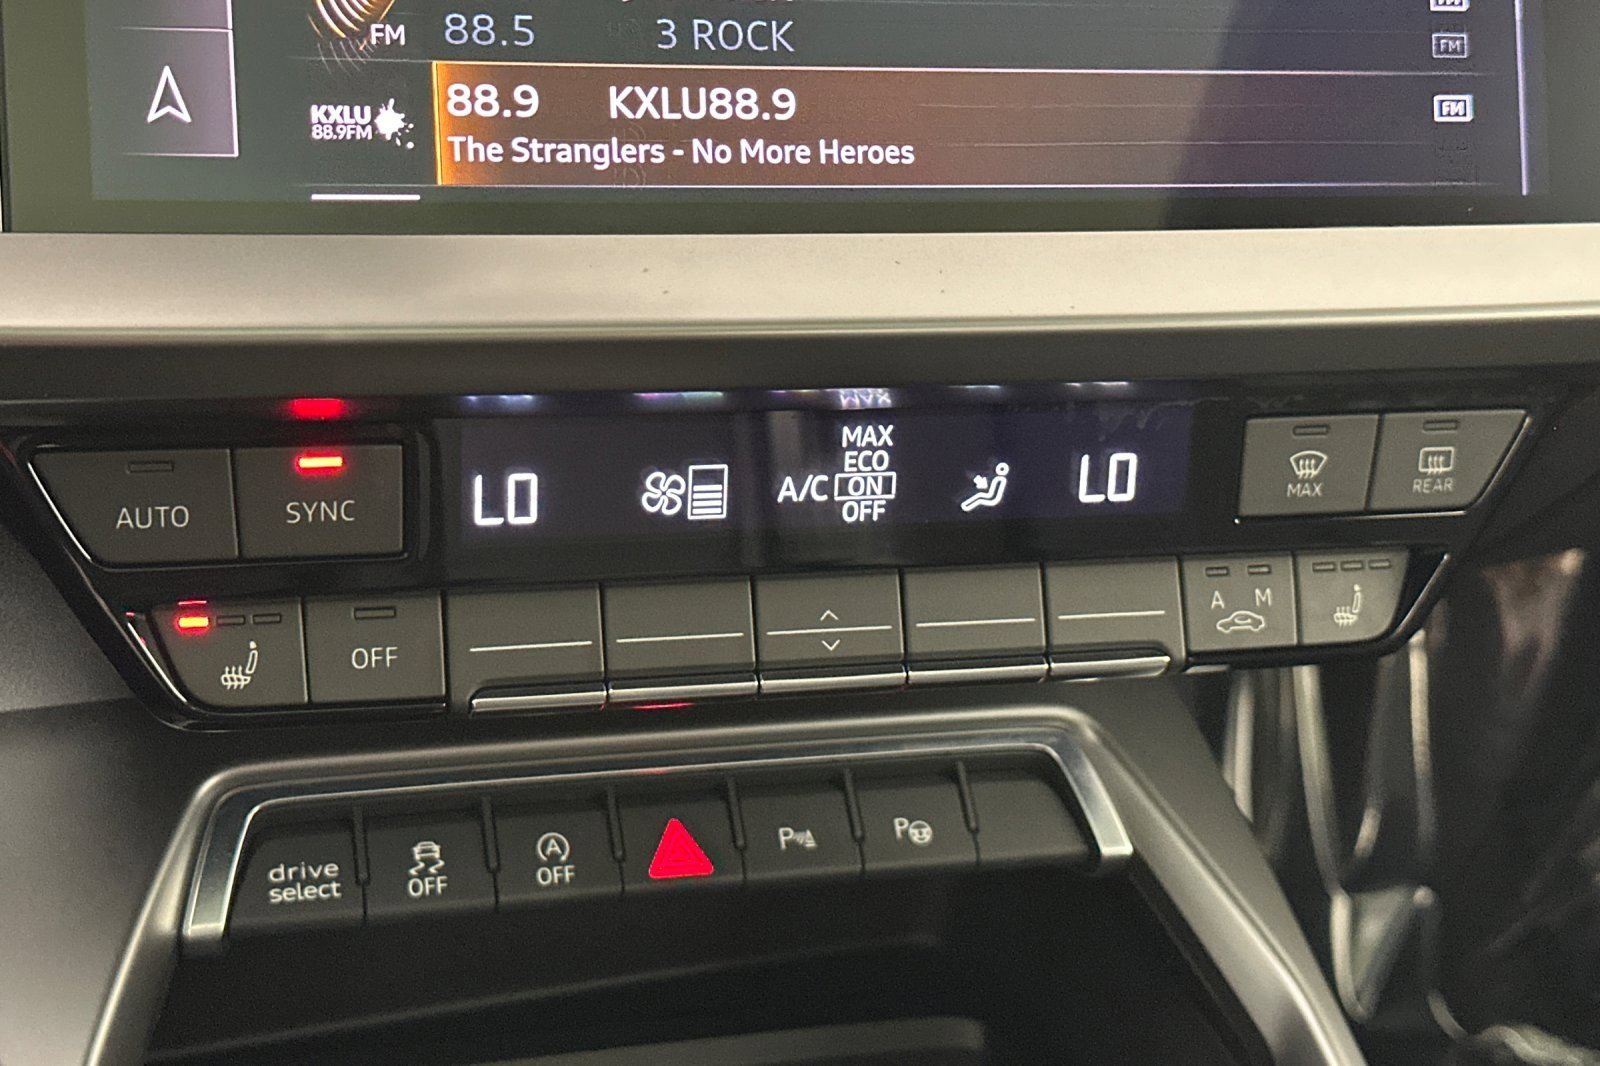 FM 88.5 3 ROCK FM
KXLU
88.9FM
88.9 KXLU88.9 FM
The Stranglers - No More Heroes
AUTO
SYNC
LO
A/C
MAX
ECO
ON
OFF
LO
MAX
REAR
OFF
A M
drive
select
OFF
A
OFF
P
P